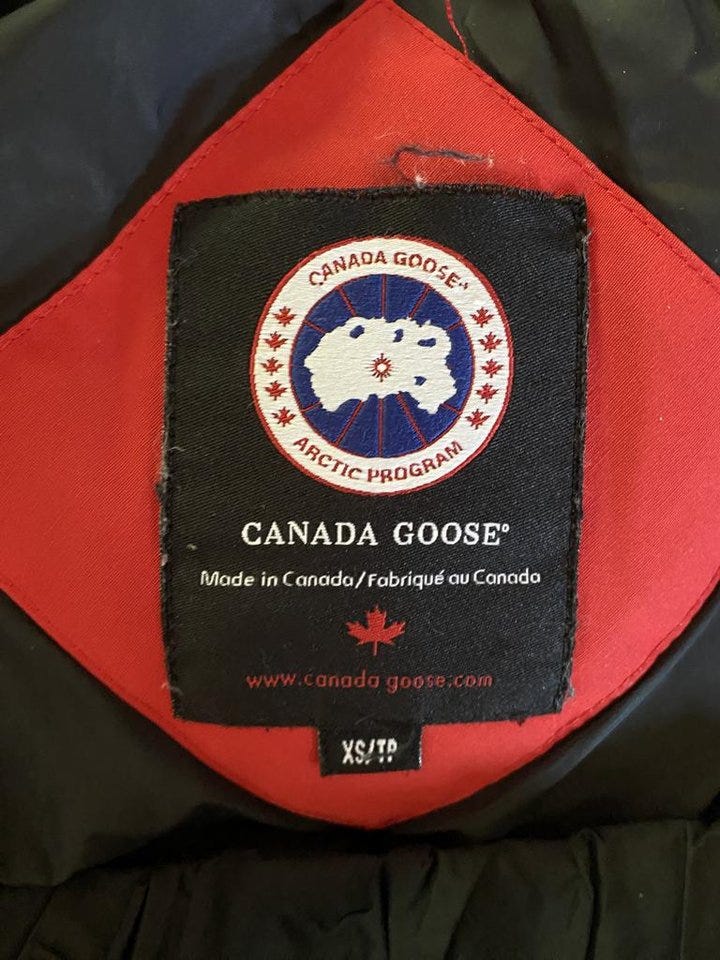 CANADA GOOSE®
ARCTIC PROGRAM
CANADA GOOSE®
Made in Canada/Fabriqué au Canada
www.canada goose.com
XS/TP